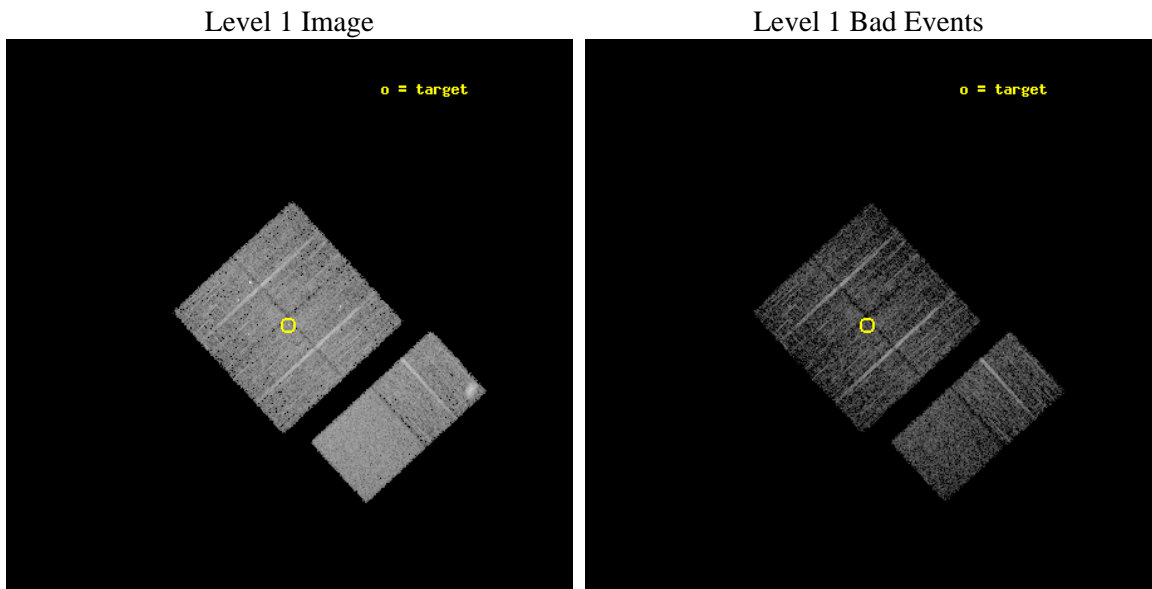 Level 1 Image
Level 1 Bad Events
o = target
o = target